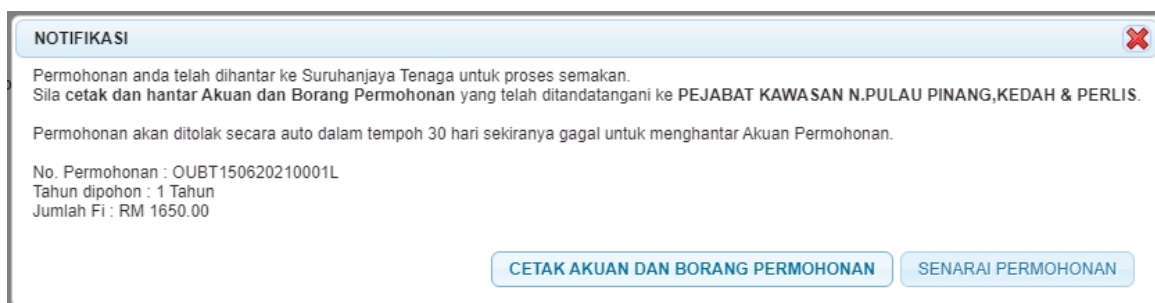 NOTIFIKASI
Permohonan anda telah dihantar ke Suruhanjaya Tenaga untuk proses semakan.
Sila cetak dan hantar Akuan dan Borang Permohonan yang telah ditandatangani ke PEJABAT KAWASAN N.PULAU PINANG,KEDAH & PERLIS.
Permohonan akan ditolak secara auto dalam tempoh 30 hari sekiranya gagal untuk menghantar Akuan Permohonan.
No. Permohonan : OUBT150620210001L
Tahun dipohon : 1 Tahun
Jumlah Fi : RM 1650.00
CETAK AKUAN DAN BORANG PERMOHONAN
SENARAI PERMOHONAN